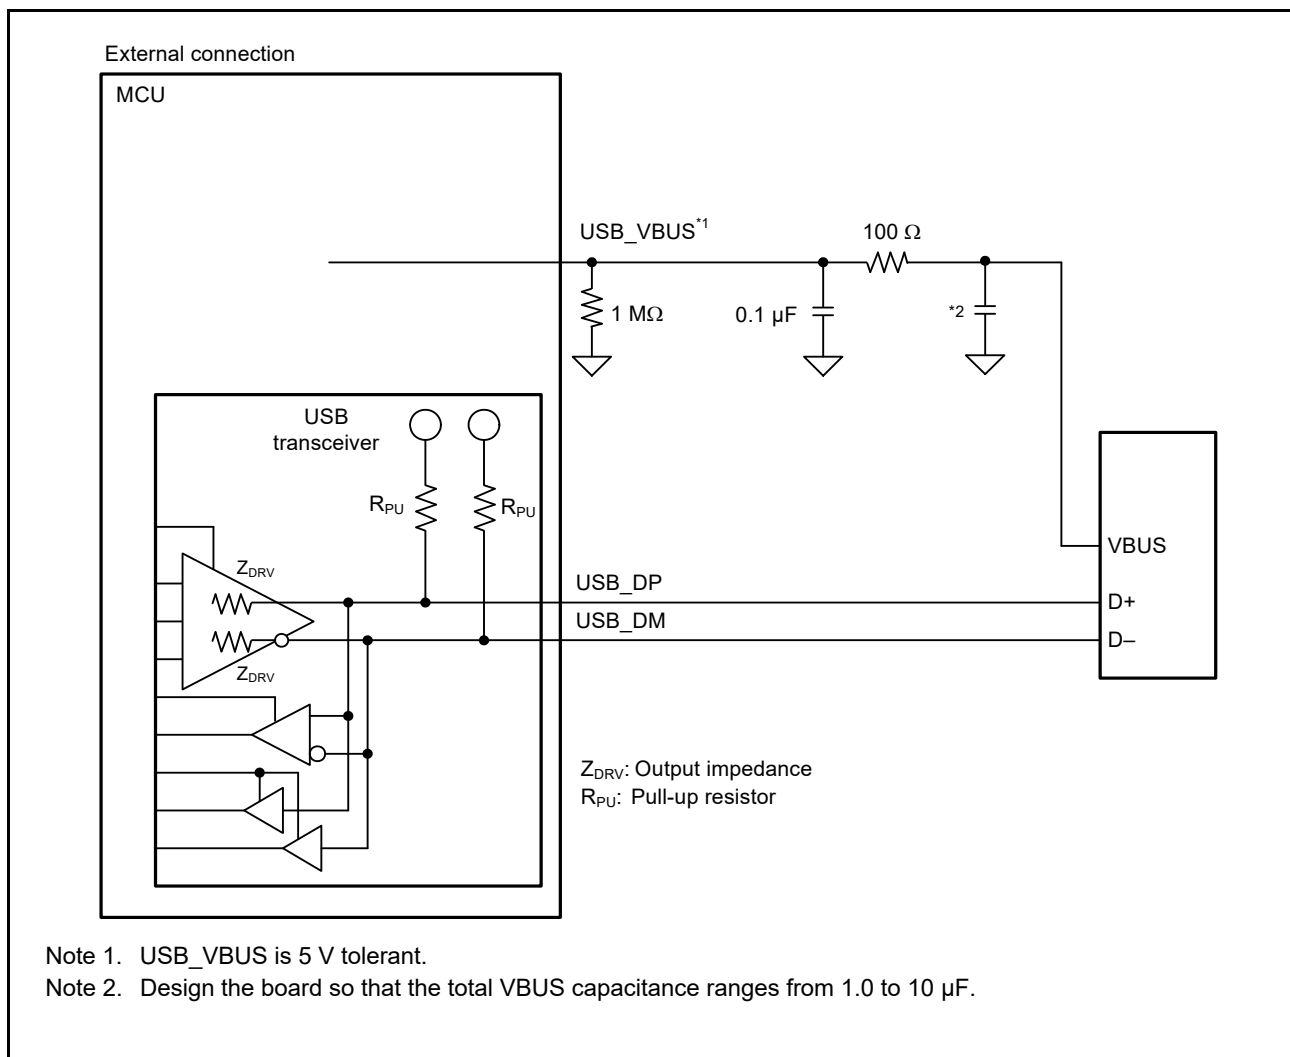 External connection
MCU
USB_VBUS*1
100 Ω
1 MΩ
0.1 µF
*2
USB
transceiver
RPU
RPU
VBUS
ZDRV
USB_DP
D+
USB_DM
D–
ZDRV
ZDRV: Output impedance
RPU: Pull-up resistor
Note 1. USB_VBUS is 5 V tolerant.
Note 2. Design the board so that the total VBUS capacitance ranges from 1.0 to 10 µF.